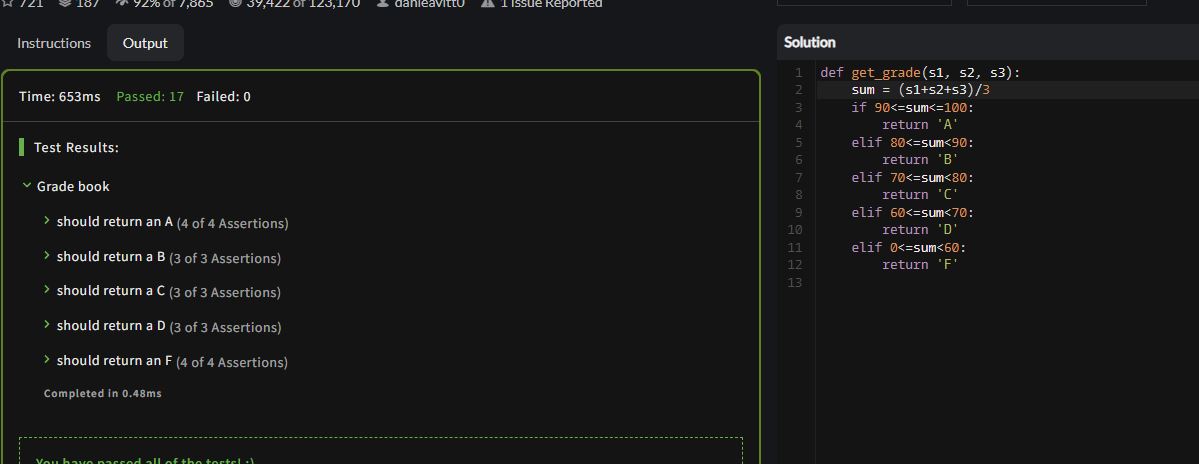 721 187 92% of 7,865 39,422 of 123,170 danleavitt0 1 Issue Reported
Instructions Output
Time: 653ms Passed: 17 Failed: 0
Test Results:
Grade book
should return an A (4 of 4 Assertions)
should return a B (3 of 3 Assertions)
should return a C (3 of 3 Assertions)
should return a D (3 of 3 Assertions)
should return an F (4 of 4 Assertions)
Completed in 0.48ms
You have passed all of the tests! :)
Solution
1 def get_grade(s1, s2, s3):
2     sum = (s1+s2+s3)/3
3     if 90<=sum<=100:
4         return 'A'
5     elif 80<=sum<90:
6         return 'B'
7     elif 70<=sum<80:
8         return 'C'
9     elif 60<=sum<70:
10         return 'D'
11     elif 0<=sum<60:
12         return 'F'
13